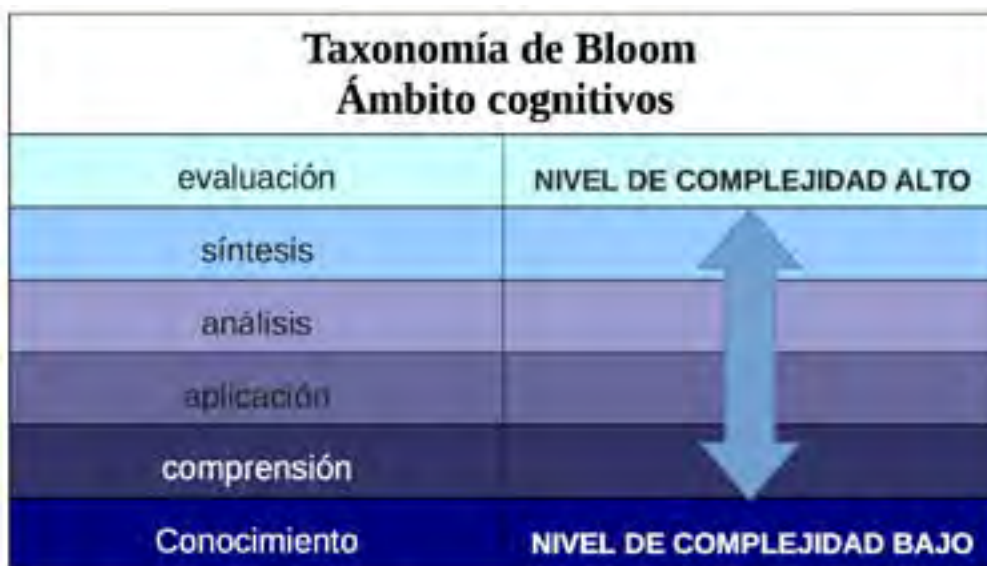 Taxonomía de Bloom
Ámbito cognitivos
evaluación
NIVEL DE COMPLEJIDAD ALTO
síntesis
análisis
aplicación
comprensión
Conocimiento
NIVEL DE COMPLEJIDAD BAJO